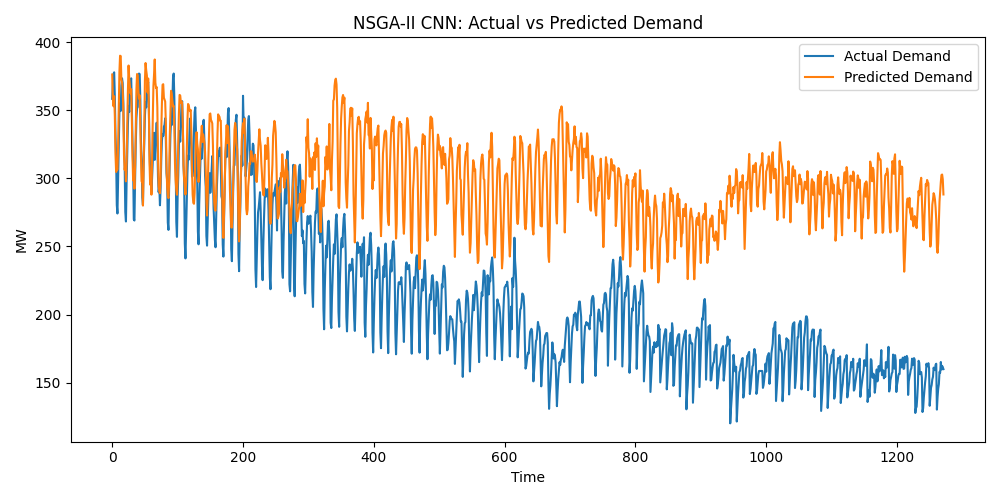 NSGA-II CNN: Actual vs Predicted Demand
Actual Demand
Predicted Demand
MW
400
350
300
250
200
150
0 200 400 600 800 1000 1200
Time